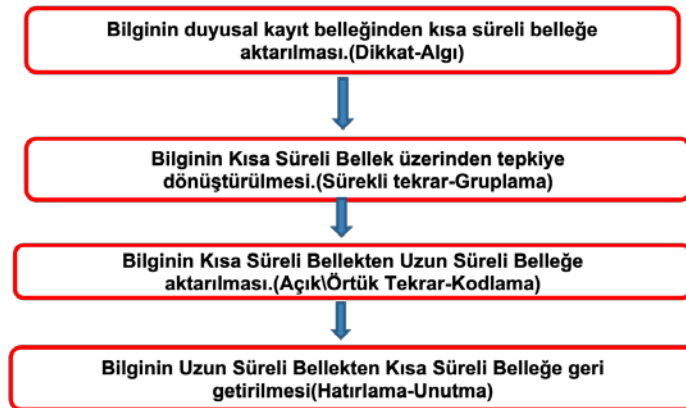 Bilginin duyusal kayıt belleğinden kısa süreli belleğe
aktarılması.(Dikkat-Algı)
Bilginin Kısa Süreli Bellek üzerinden tepkiye
dönüştürülmesi.(Sürekli tekrar-Gruplama)
Bilginin Kısa Süreli Bellekten Uzun Süreli Belleğe
aktarılması.(Açık\Örtük Tekrar-Kodlama)
Bilginin Uzun Süreli Bellekten Kısa Süreli Belleğe geri
getirilmesi(Hatırlama-Unutma)